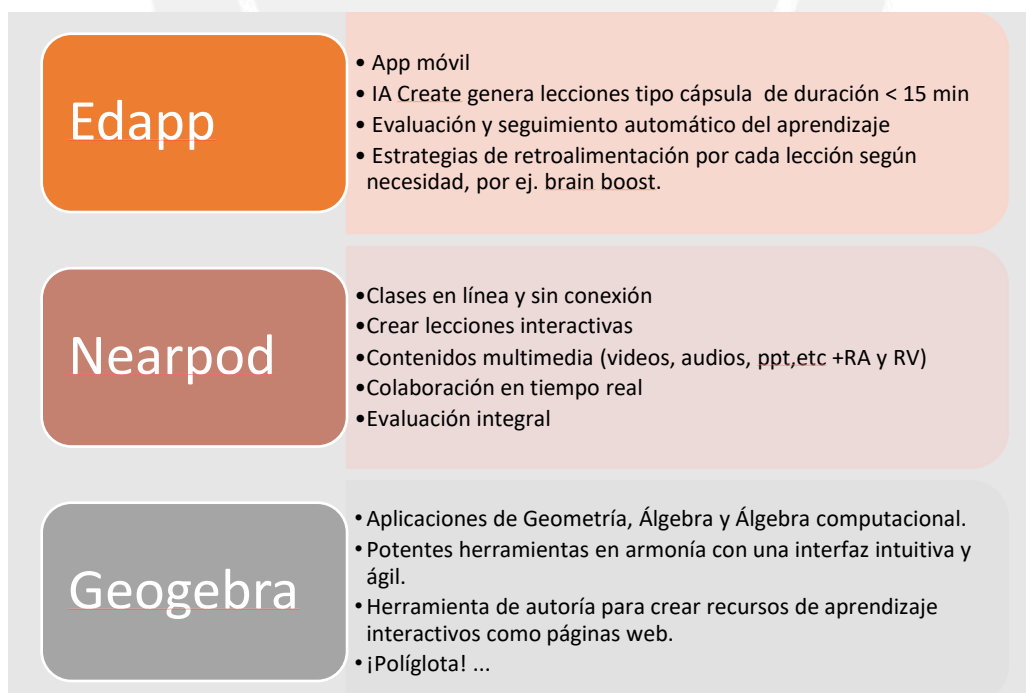 Edapp
• App móvil
• IA Create genera lecciones tipo cápsula de duración < 15 min
• Evaluación y seguimiento automático del aprendizaje
• Estrategias de retroalimentación por cada lección según
necesidad, por ej. brain boost.
Nearpod
•Clases en línea y sin conexión
•Crear lecciones interactivas
•Contenidos multimedia (videos, audios, ppt,etc +RA y RV)
•Colaboración en tiempo real
•Evaluación integral
Geogebra
• Aplicaciones de Geometría, Álgebra y Álgebra computacional.
• Potentes herramientas en armonía con una interfaz intuitiva y
ágil.
• Herramienta de autoría para crear recursos de aprendizaje
interactivos como páginas web.
• ¡Políglota! ...